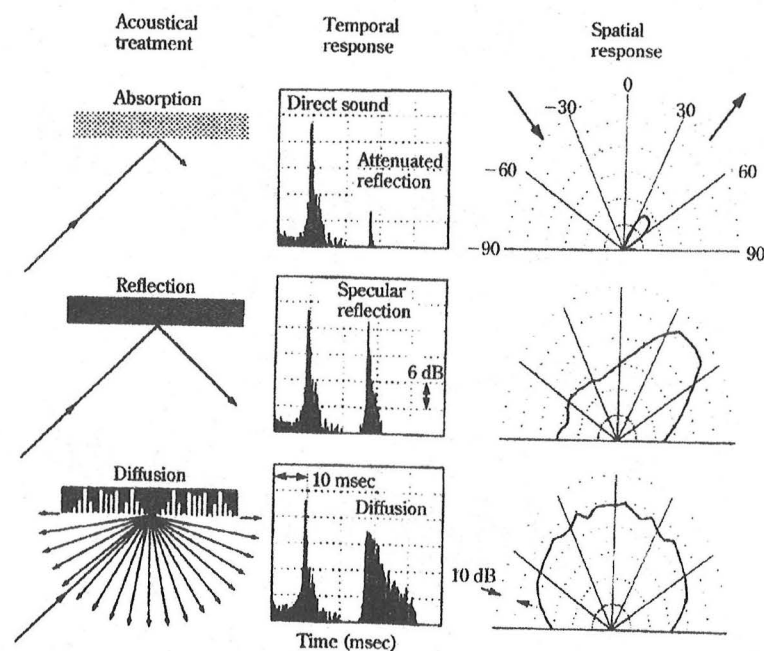 Acoustical
treatment
Temporal
response
Spatial
response
Absorption
Direct sound
Attenuated
reflection
0
−30
30
−60
60
−90
90
Reflection
Specular
reflection
6 dB
Diffusion
10 msec
Diffusion
10 dB
Time (msec)